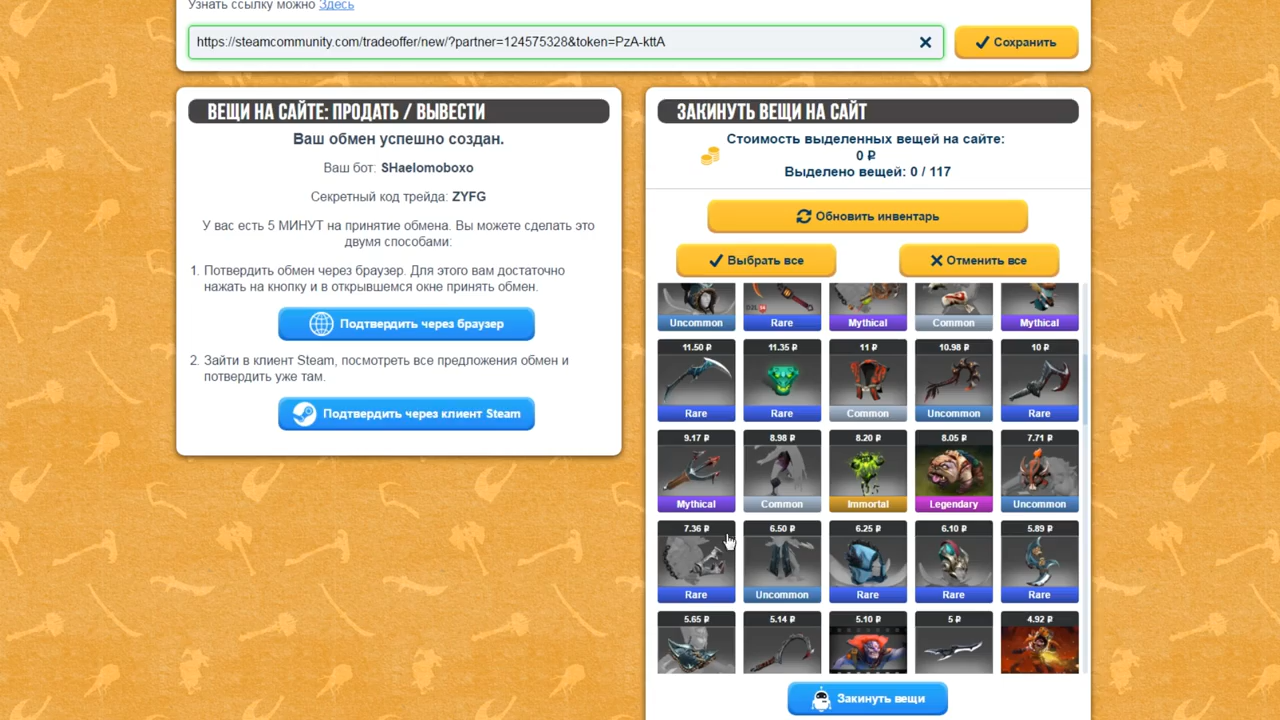 Узнать ссылку можно Здесь
https://steamcommunity.com/tradeoffer/new/?partner=124575328&token=PzA-kttA
Сохранить
ВЕЩИ НА САЙТЕ: ПРОДАТЬ / ВЫВЕСТИ
Ваш обмен успешно создан.
Ваш бот: SHaelomoboxo
Секретный код трейда: ZYFG
У вас есть 5 МИНУТ на принятие обмена. Вы можете сделать это
двумя способами:
1. Потвердить обмен через браузер. Для этого вам достаточно
нажать на кнопку и в открывшемся окне принять обмен.
Подтвердить через браузер
2. Зайти в клиент Steam, посмотреть все предложения обмен и
потвердить уже там.
Подтвердить через клиент Steam
ЗАКИНУТЬ ВЕЩИ НА САЙТ
Стоимость выделенных вещей на сайте:
0 ₽
Выделено вещей: 0 / 117
Обновить инвентарь
Выбрать все Отменить все
Uncommon Rare Mythical Common Mythical
11.50 ₽ 11.35 ₽ 11 ₽ 10.98 ₽ 10 ₽
Rare Rare Common Uncommon Rare
9.17 ₽ 8.98 ₽ 8.20 ₽ 8.05 ₽ 7.71 ₽
Mythical Common Immortal Legendary Uncommon
7.36 ₽ 6.50 ₽ 6.25 ₽ 6.10 ₽ 5.89 ₽
Rare Uncommon Rare Rare Rare
5.65 ₽ 5.14 ₽ 5.10 ₽ 5 ₽ 4.92 ₽
Закинуть вещи